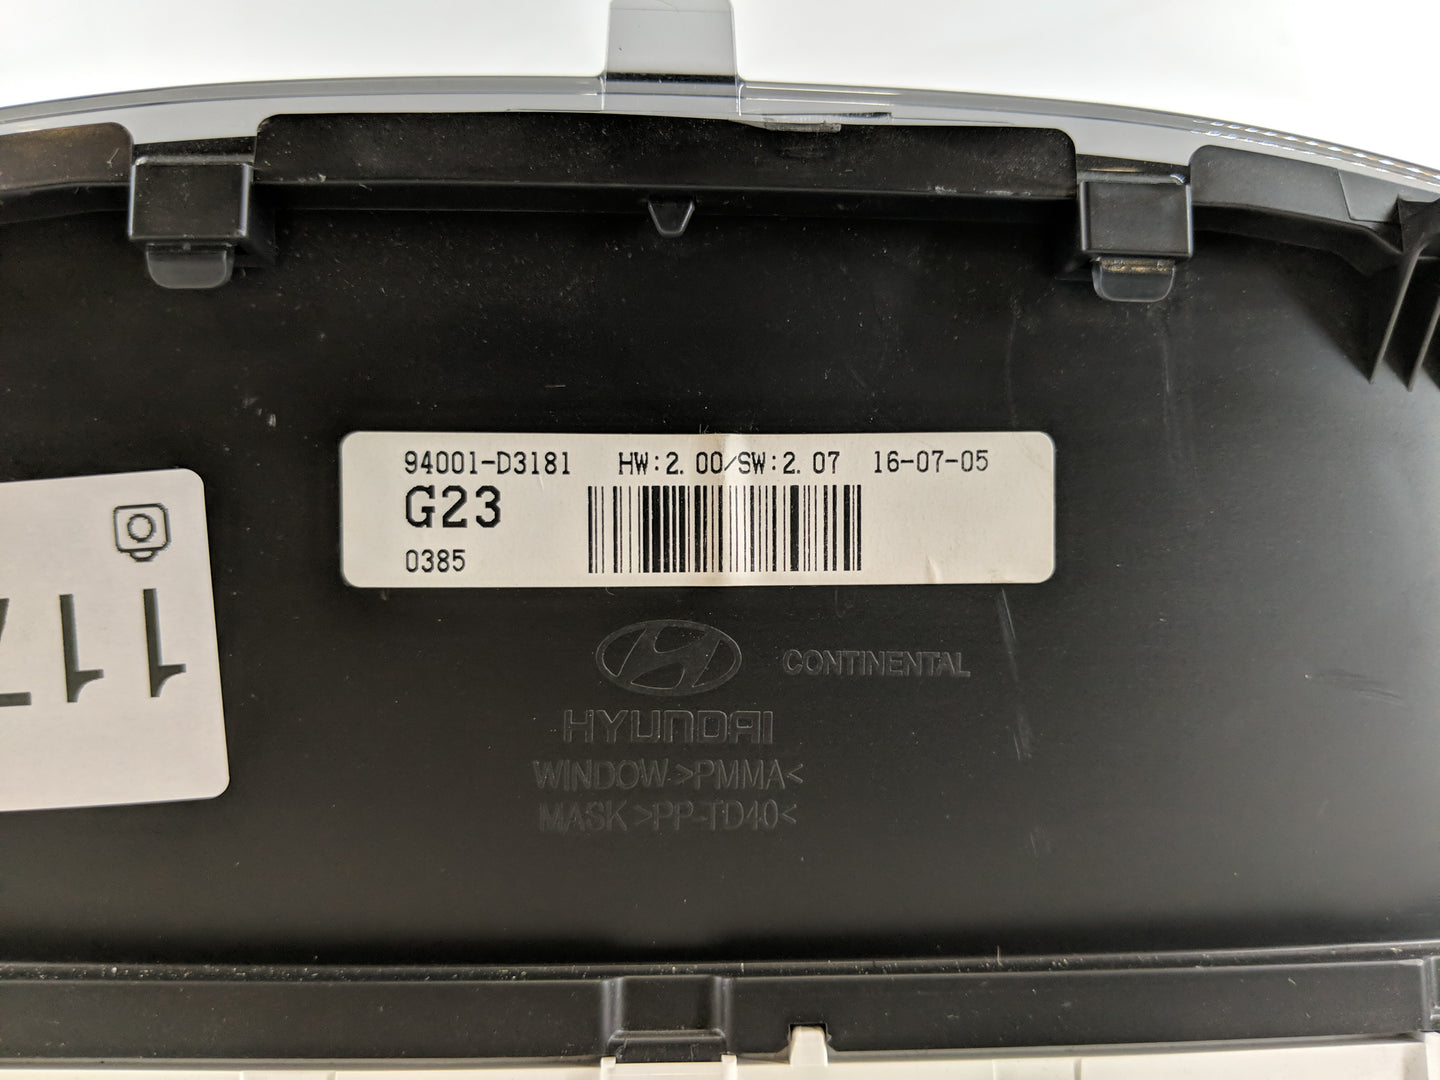 94001-D3181 HW:2.00/SW:2.07 16-07-05
G23
0385
CONTINENTAL
HYUNDAI
WINDOW >PMMA<
MASK >PP-TD40<